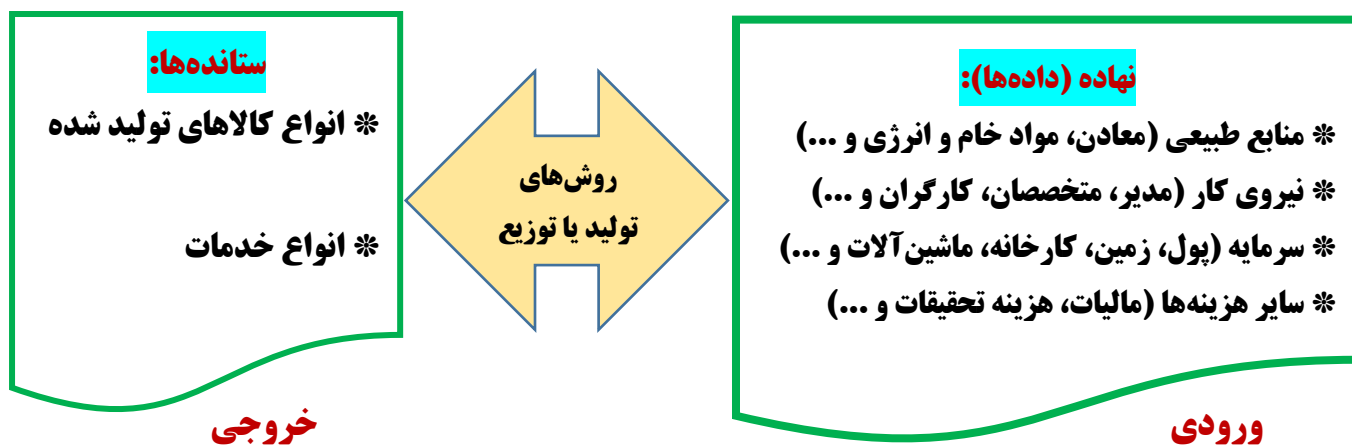 نهاده (داده‌ها):
❊ منابع طبیعی (معادن، مواد خام و انرژی و ...)
❊ نیروی کار (مدیر، متخصصان، کارگران و ...)
❊ سرمایه (پول، زمین، کارخانه، ماشین‌آلات و ...)
❊ سایر هزینه‌ها (مالیات، هزینه تحقیقات و ...)
ورودی
روش‌های
تولید یا توزیع
ستانده‌ها:
❊ انواع کالاهای تولید شده
❊ انواع خدمات
خروجی